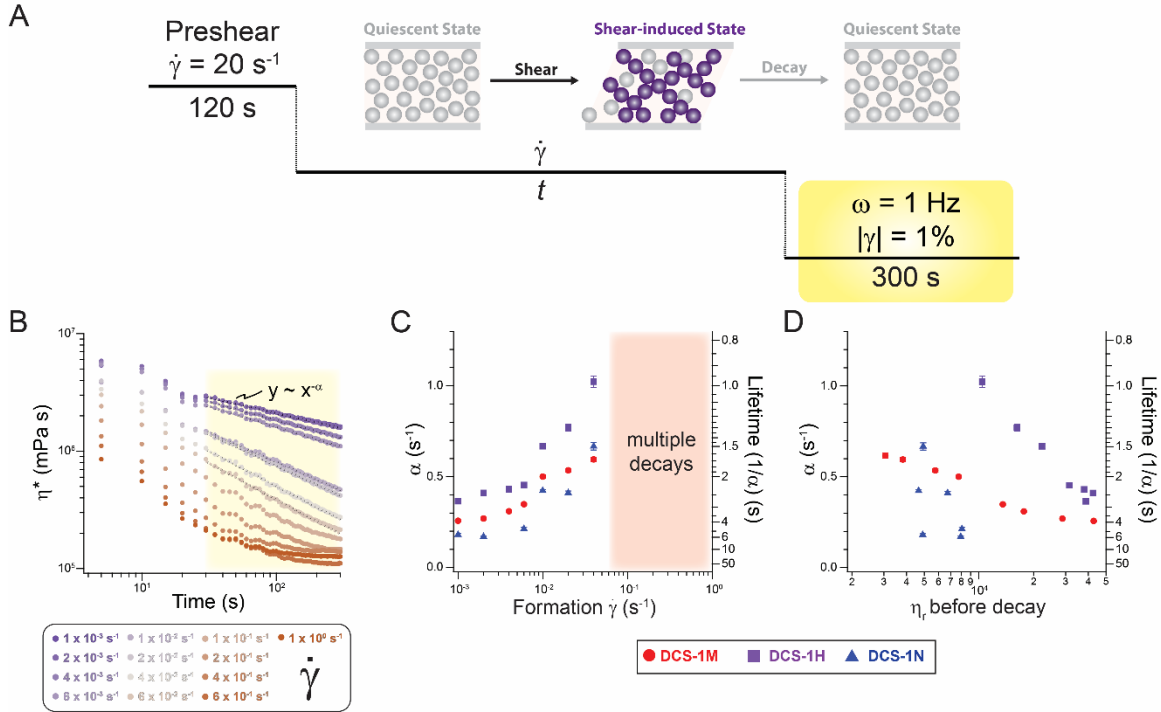 A
Preshear
γ̇ = 20 s⁻¹
120 s
Quiescent State
Shear
Shear-induced State
Decay
Quiescent State
γ̇
t
ω = 1 Hz
|γ| = 1%
300 s
B
η* (mPa s)
10⁷
10⁶
10⁵
y ~ x⁻ᵅ
10¹
10²
Time (s)
1 x 10⁻³ s⁻¹
1 x 10⁻² s⁻¹
1 x 10⁻¹ s⁻¹
1 x 10⁰ s⁻¹
2 x 10⁻³ s⁻¹
2 x 10⁻² s⁻¹
2 x 10⁻¹ s⁻¹
4 x 10⁻³ s⁻¹
4 x 10⁻² s⁻¹
4 x 10⁻¹ s⁻¹
6 x 10⁻³ s⁻¹
6 x 10⁻² s⁻¹
6 x 10⁻¹ s⁻¹
γ̇
C
α (s⁻¹)
1.0
0.5
0.0
multiple
decays
0.8
1.0
1.5
2
4
6
10
50
Lifetime (1/α) (s)
10⁻³
10⁻²
10⁻¹
10⁰
Formation γ̇ (s⁻¹)
D
α (s⁻¹)
1.0
0.5
0.0
0.8
1.0
1.5
2
4
6
10
50
Lifetime (1/α) (s)
2
3
4
5
6
7
8
10⁴
2
3
4
5
ηᵣ before decay
DCS-1M
DCS-1H
DCS-1N